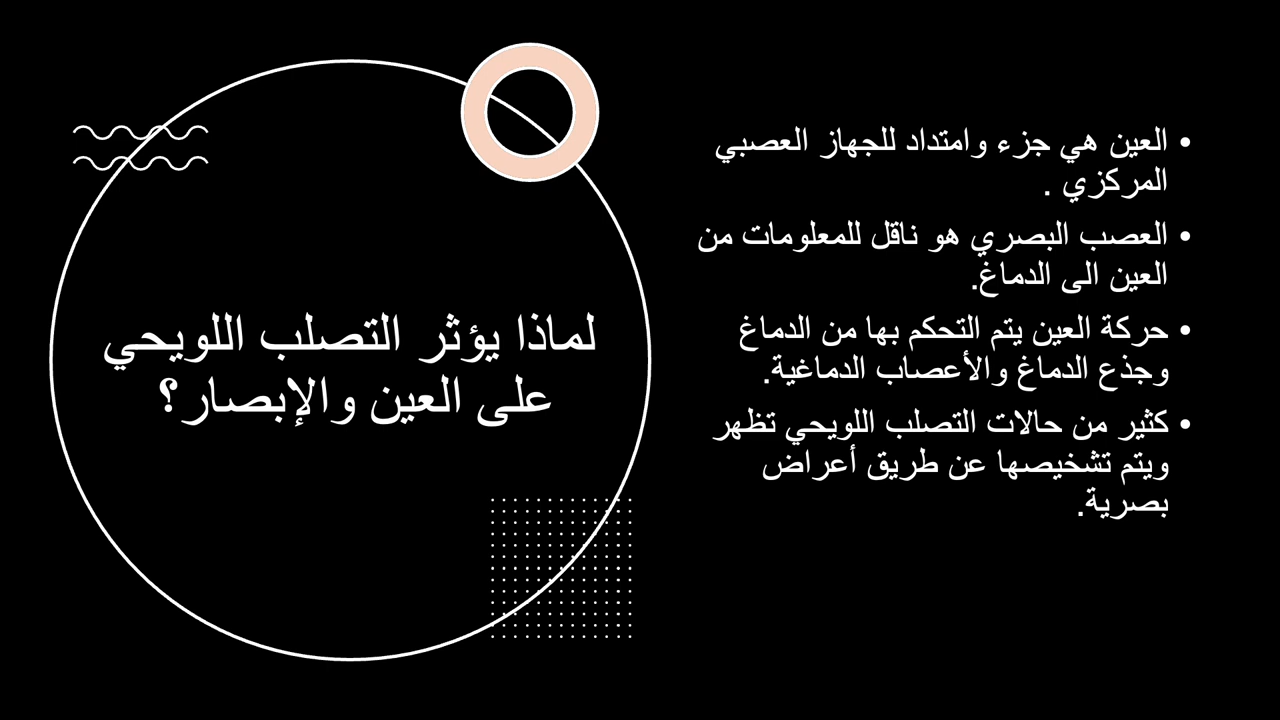 لماذا يؤثر التصلب اللويحي
على العين والإبصار؟
• العين هي جزء وامتداد للجهاز العصبي
المركزي .
• العصب البصري هو ناقل للمعلومات من
العين الى الدماغ.
• حركة العين يتم التحكم بها من الدماغ
وجذع الدماغ والأعصاب الدماغية.
• كثير من حالات التصلب اللويحي تظهر
ويتم تشخيصها عن طريق أعراض
بصرية.